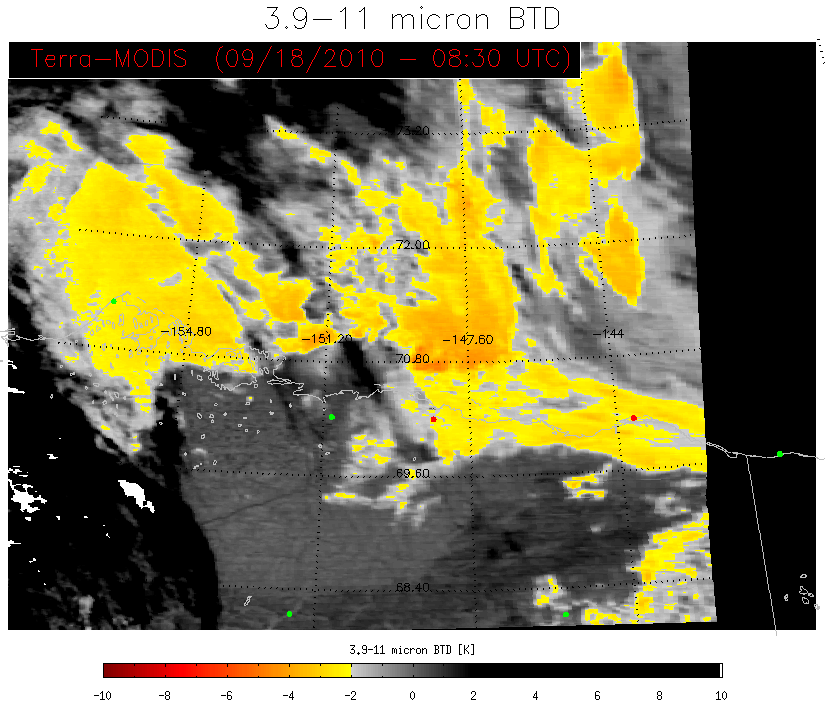 3.9-11 micron BTD
Terra-MODIS (09/18/2010 - 08:30 UTC)
73.20
72.00
-154.80
-151.20
-147.60
-144
70.80
69.60
68.40
3.9-11 micron BTD [K]
-10 -8 -6 -4 -2 0 2 4 6 8 10